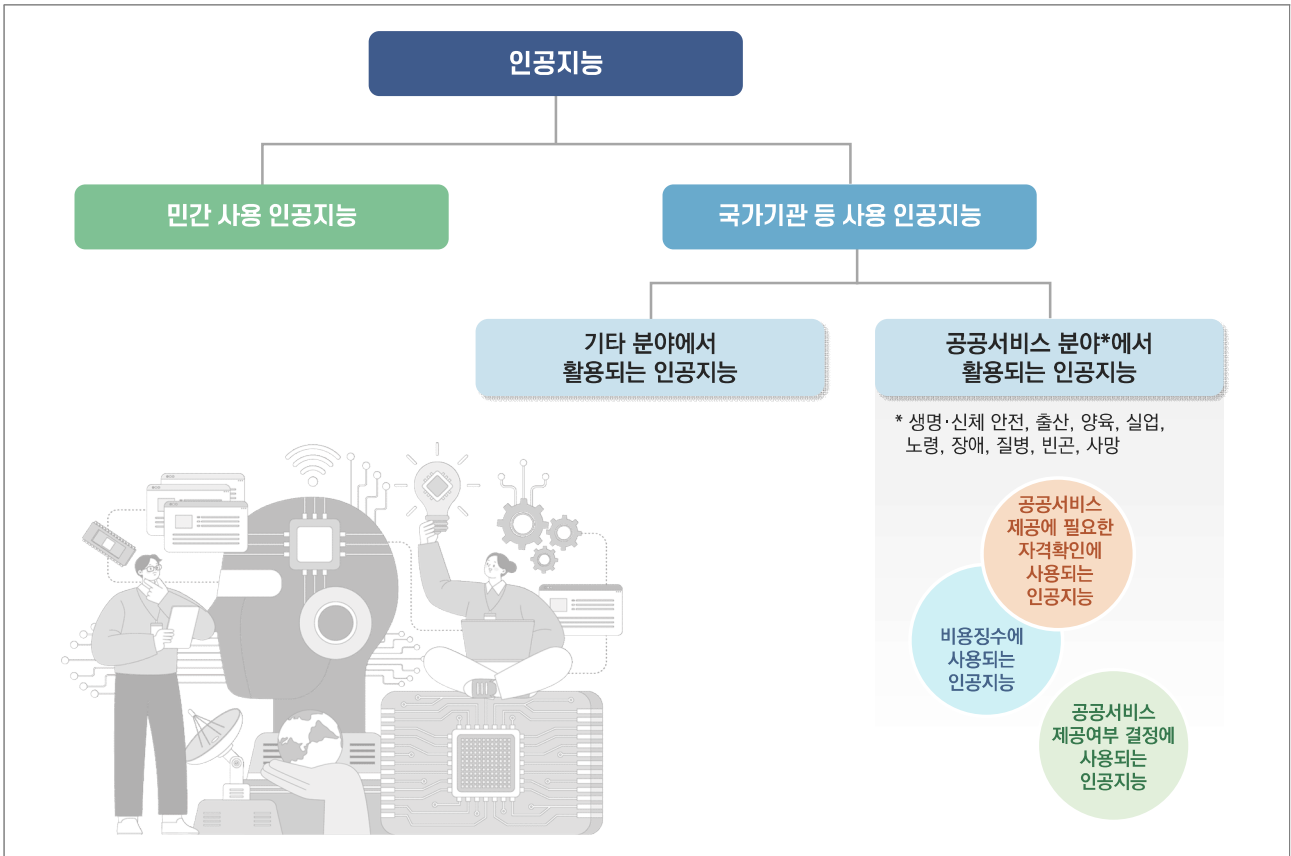 인공지능
민간 사용 인공지능
국가기관 등 사용 인공지능
기타 분야에서
활용되는 인공지능
공공서비스 분야*에서
활용되는 인공지능
* 생명·신체 안전, 출산, 양육, 실업,
노령, 장애, 질병, 빈곤, 사망
공공서비스
제공에 필요한
자격확인에
사용되는
인공지능
비용징수에
사용되는
인공지능
공공서비스
제공여부 결정에
사용되는
인공지능